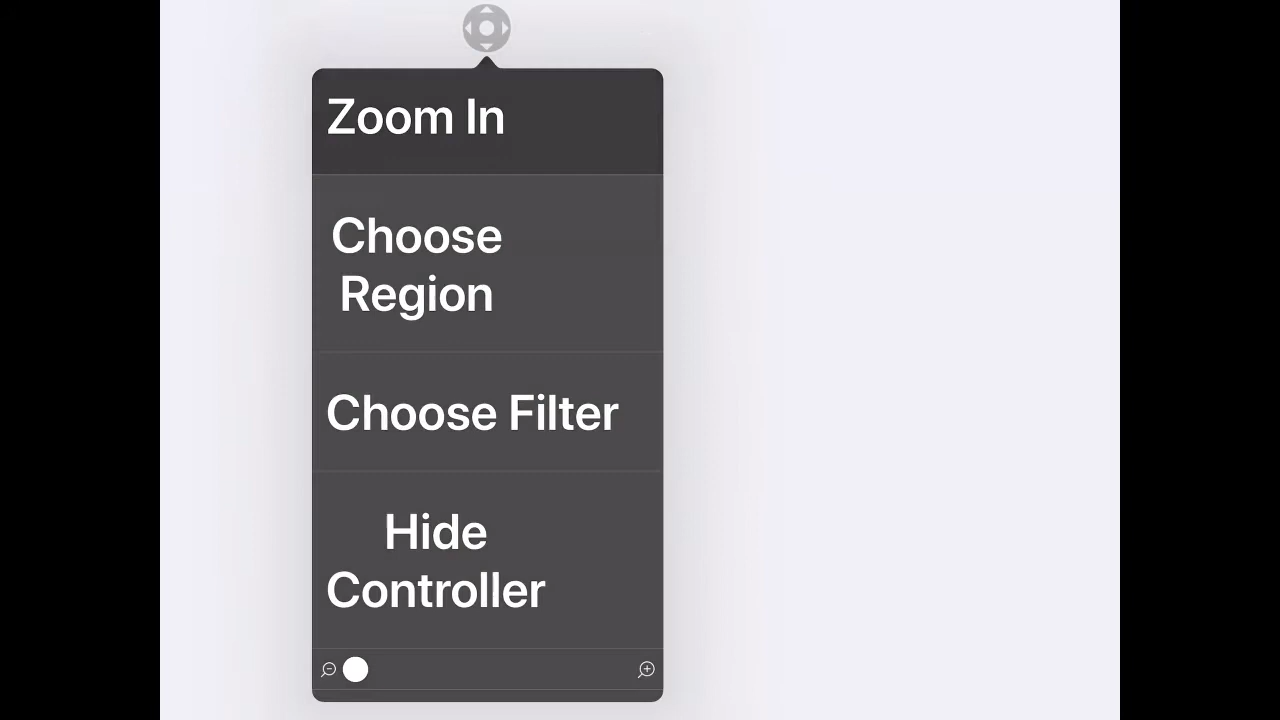 Zoom In
Choose
Region
Choose Filter
Hide
Controller